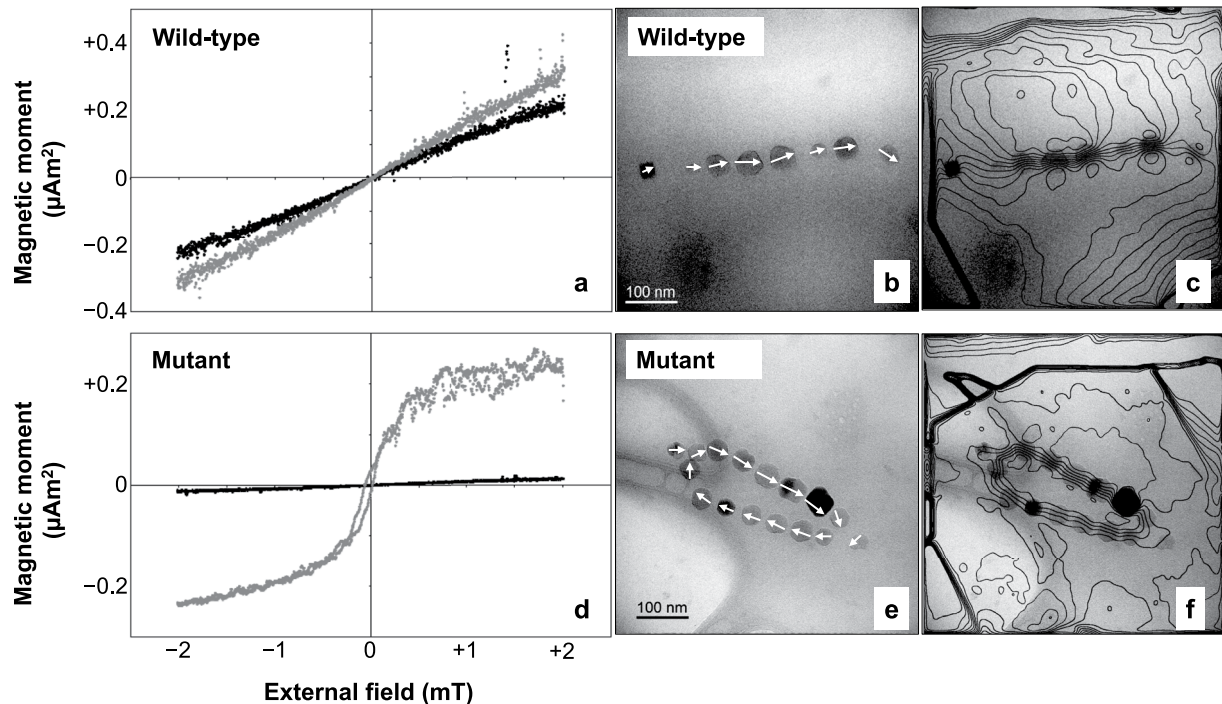 Wild-type
+0.4
+0.2
0
−0.2
−0.4
Magnetic moment
(µAm²)
a
Wild-type
100 nm
b
c
Mutant
+0.2
0
−0.2
Magnetic moment
(µAm²)
d
−2
−1
0
+1
+2
External field (mT)
Mutant
100 nm
e
f